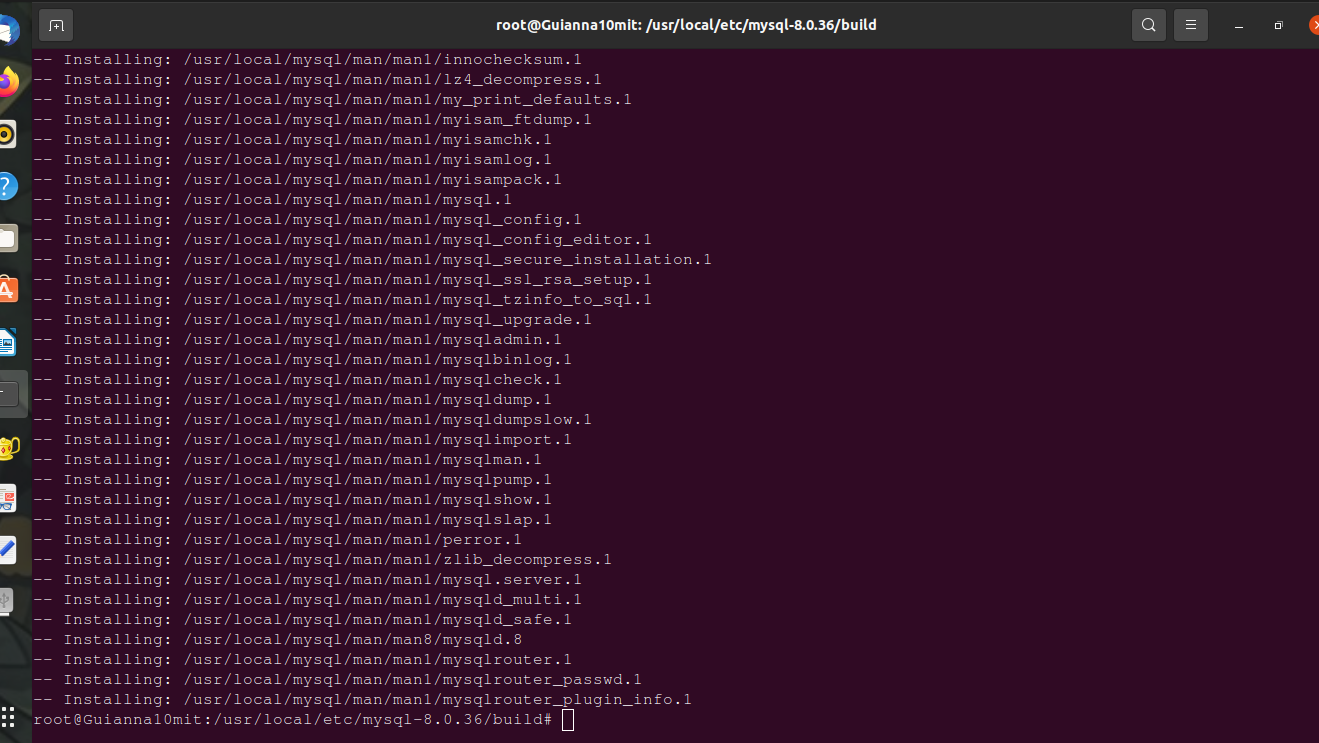 root@Guianna10mit: /usr/local/etc/mysql-8.0.36/build
-- Installing: /usr/local/mysql/man/man1/innochecksum.1
-- Installing: /usr/local/mysql/man/man1/lz4_decompress.1
-- Installing: /usr/local/mysql/man/man1/my_print_defaults.1
-- Installing: /usr/local/mysql/man/man1/myisam_ftdump.1
-- Installing: /usr/local/mysql/man/man1/myisamchk.1
-- Installing: /usr/local/mysql/man/man1/myisamlog.1
-- Installing: /usr/local/mysql/man/man1/myisampack.1
-- Installing: /usr/local/mysql/man/man1/mysql.1
-- Installing: /usr/local/mysql/man/man1/mysql_config.1
-- Installing: /usr/local/mysql/man/man1/mysql_config_editor.1
-- Installing: /usr/local/mysql/man/man1/mysql_secure_installation.1
-- Installing: /usr/local/mysql/man/man1/mysql_ssl_rsa_setup.1
-- Installing: /usr/local/mysql/man/man1/mysql_tzinfo_to_sql.1
-- Installing: /usr/local/mysql/man/man1/mysql_upgrade.1
-- Installing: /usr/local/mysql/man/man1/mysqladmin.1
-- Installing: /usr/local/mysql/man/man1/mysqlbinlog.1
-- Installing: /usr/local/mysql/man/man1/mysqlcheck.1
-- Installing: /usr/local/mysql/man/man1/mysqldump.1
-- Installing: /usr/local/mysql/man/man1/mysqldumpslow.1
-- Installing: /usr/local/mysql/man/man1/mysqlimport.1
-- Installing: /usr/local/mysql/man/man1/mysqlman.1
-- Installing: /usr/local/mysql/man/man1/mysqlpump.1
-- Installing: /usr/local/mysql/man/man1/mysqlshow.1
-- Installing: /usr/local/mysql/man/man1/mysqlslap.1
-- Installing: /usr/local/mysql/man/man1/perror.1
-- Installing: /usr/local/mysql/man/man1/zlib_decompress.1
-- Installing: /usr/local/mysql/man/man1/mysql.server.1
-- Installing: /usr/local/mysql/man/man1/mysqld_multi.1
-- Installing: /usr/local/mysql/man/man1/mysqld_safe.1
-- Installing: /usr/local/mysql/man/man8/mysqld.8
-- Installing: /usr/local/mysql/man/man1/mysqlrouter.1
-- Installing: /usr/local/mysql/man/man1/mysqlrouter_passwd.1
-- Installing: /usr/local/mysql/man/man1/mysqlrouter_plugin_info.1
root@Guianna10mit:/usr/local/etc/mysql-8.0.36/build#